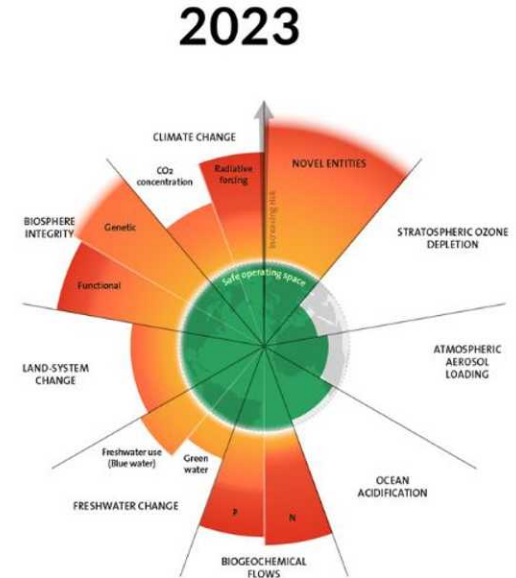 2023
CLIMATE CHANGE
CO2
concentration
Radiative
forcing
NOVEL ENTITIES
Increasing risk
STRATOSPHERIC OZONE
DEPLETION
BIOSPHERE
INTEGRITY
Genetic
Functional
Safe operating space
ATMOSPHERIC
AEROSOL
LOADING
LAND-SYSTEM
CHANGE
Freshwater use
(Blue water)
Green
water
OCEAN
ACIDIFICATION
FRESHWATER CHANGE
P
N
BIOGEOCHEMICAL
FLOWS